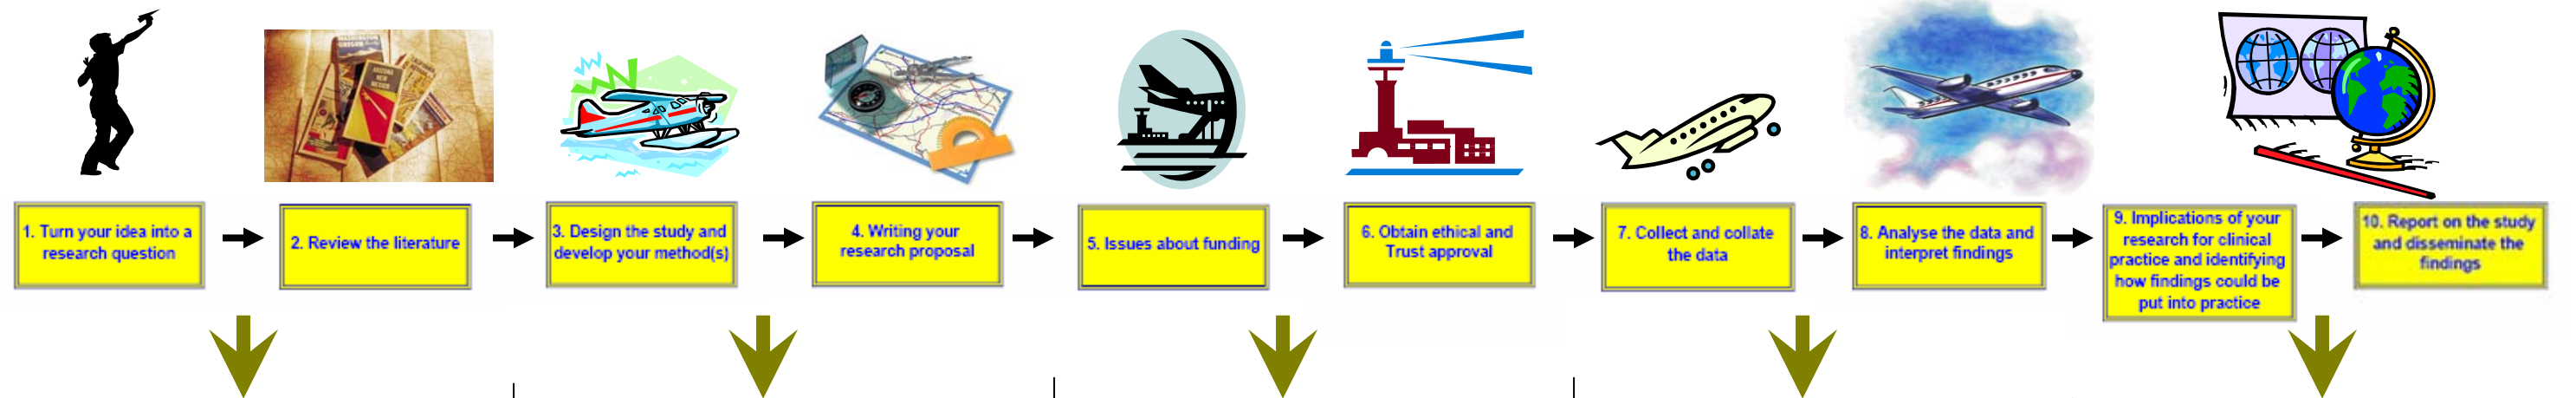 1. Turn your idea into a
research question
2. Review the literature
3. Design the study and
develop your method(s)
4. Writing your
research proposal
5. Issues about funding
6. Obtain ethical and
Trust approval
7. Collect and collate
the data
8. Analyse the data and
interpret findings
9. Implications of your
research for clinical
practice and identifying
how findings could be
put into practice
10. Report on the study
and disseminate the
findings
ARIZONA
NEW
MEXICO